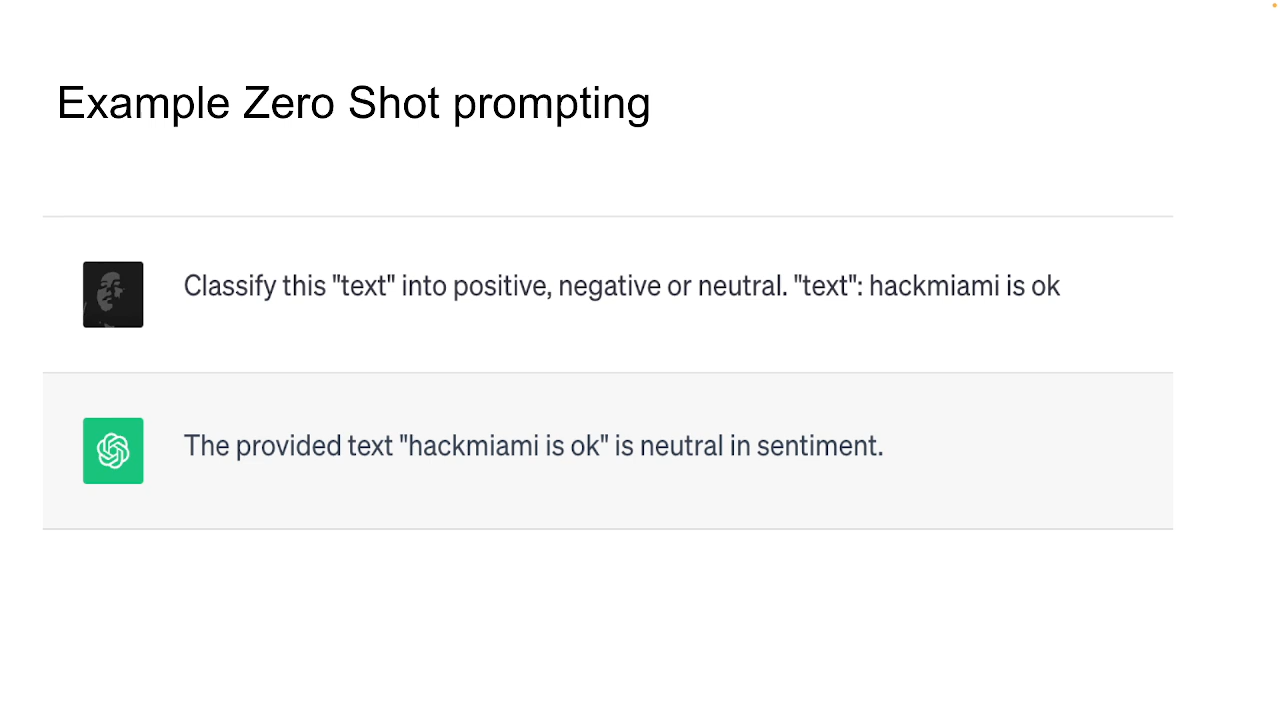 Example Zero Shot prompting
Classify this "text" into positive, negative or neutral. "text": hackmiami is ok
The provided text "hackmiami is ok" is neutral in sentiment.